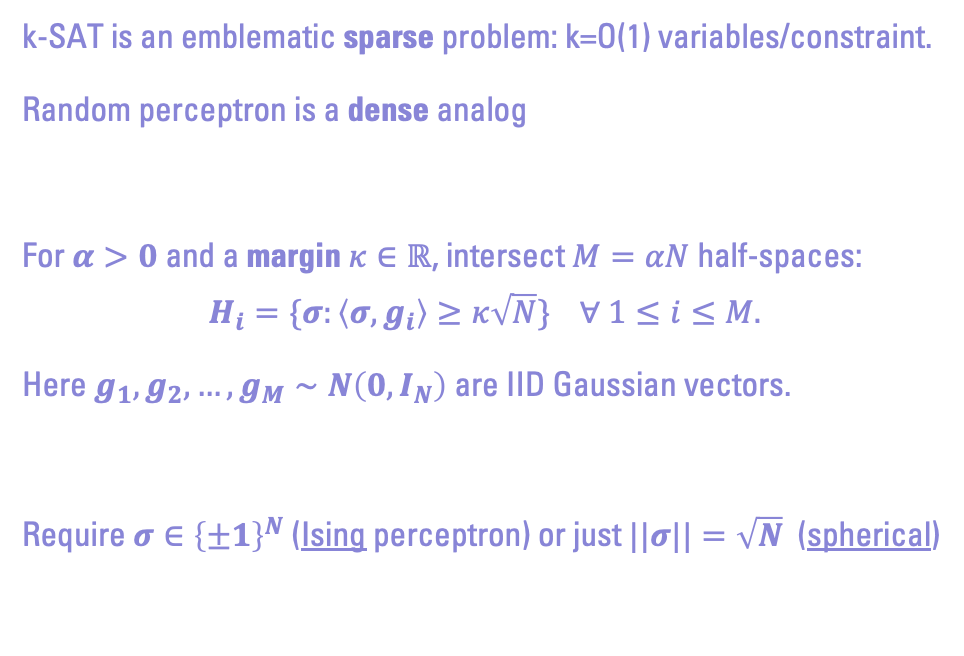 k-SAT is an emblematic sparse problem: k=O(1) variables/constraint.
Random perceptron is a dense analog
For α > 0 and a margin κ ∈ ℝ, intersect M = αN half-spaces:
H_i = {σ: ⟨σ, g_i⟩ ≥ κ√N} ∀ 1 ≤ i ≤ M.
Here g_1, g_2, … , g_M ~ N(0, I_N) are IID Gaussian vectors.
Require σ ∈ {±1}^N (Ising perceptron) or just ||σ|| = √N (spherical)